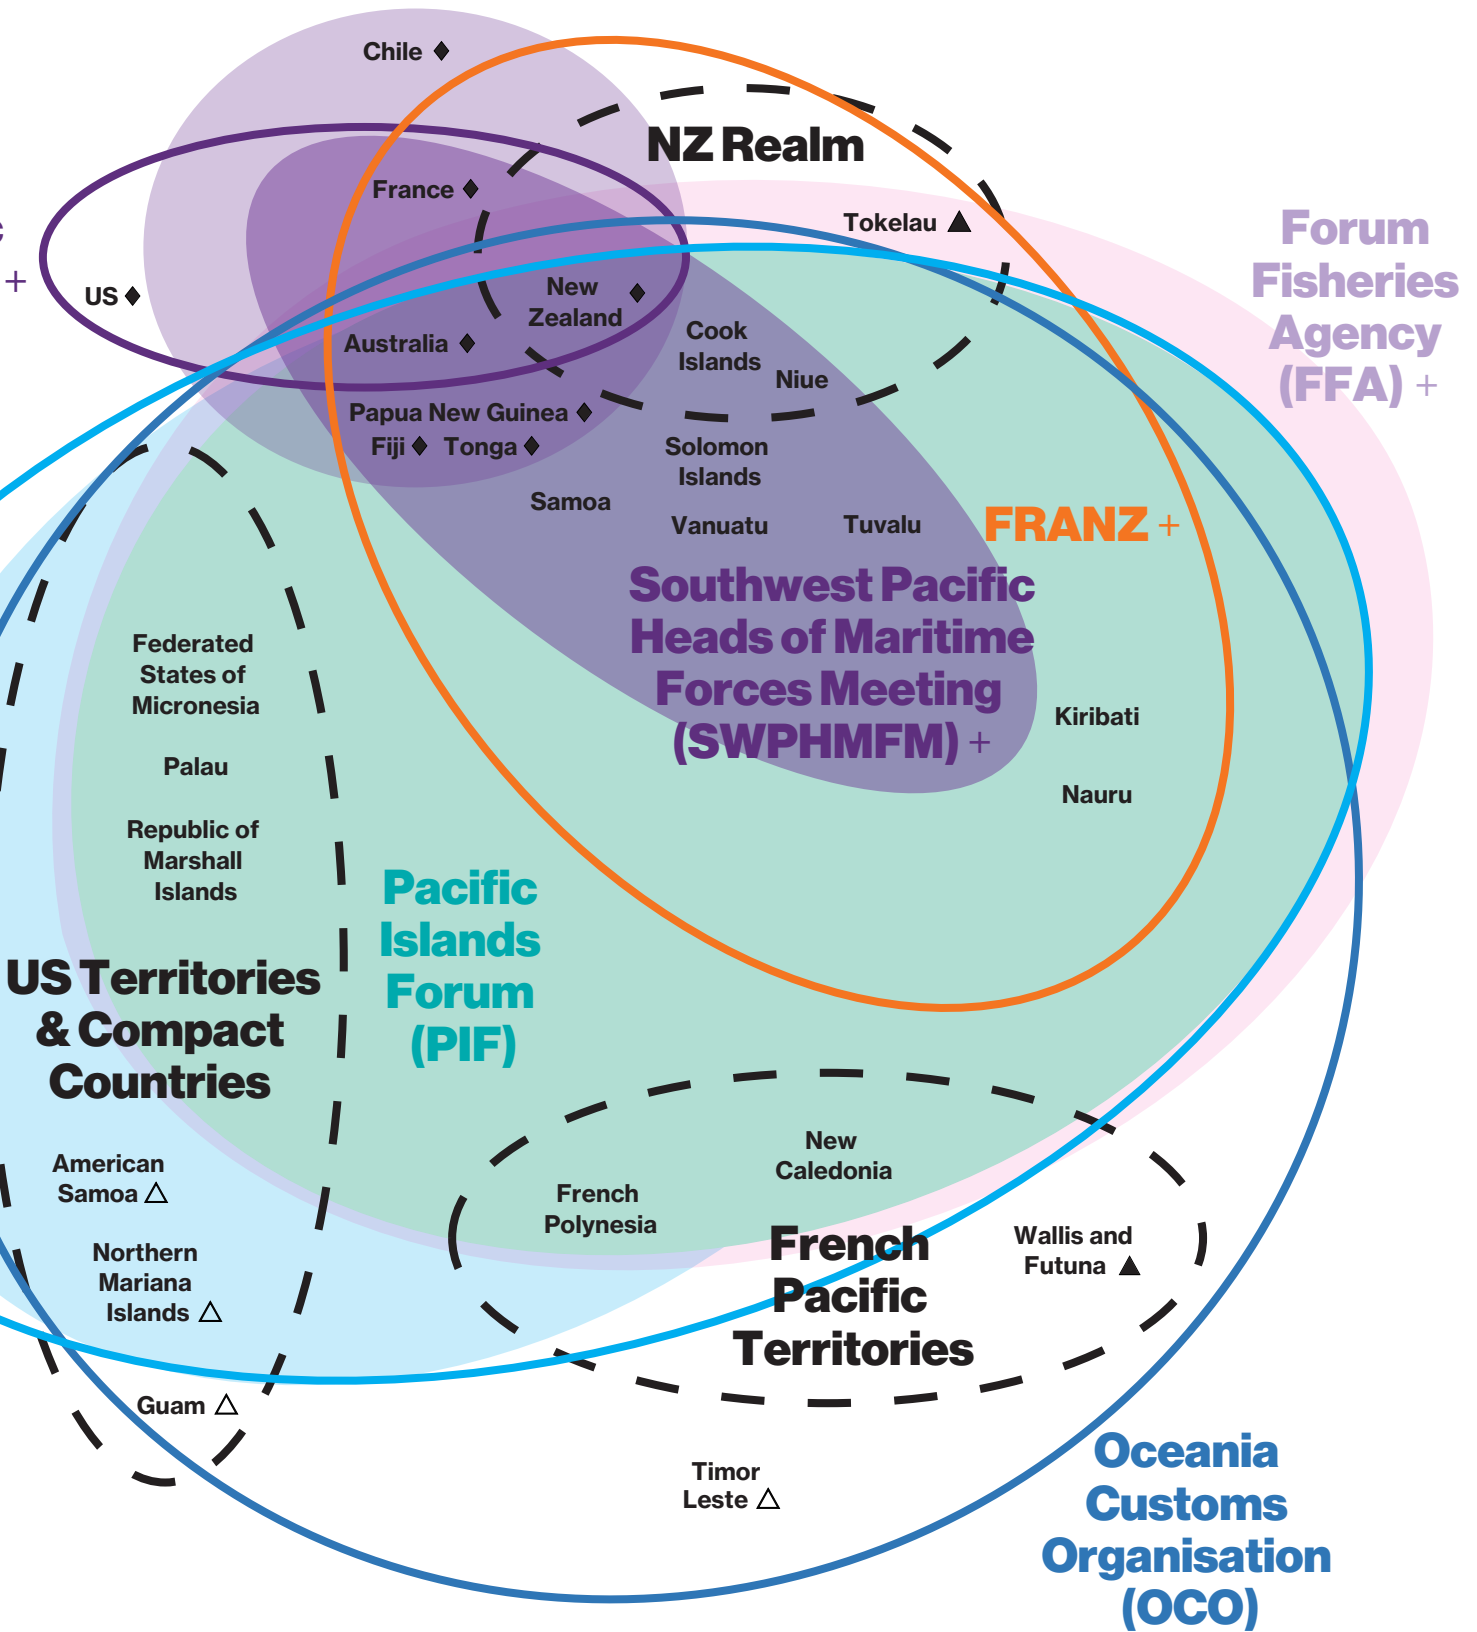 Chile ♦
NZ Realm
France ♦
Tokelau ▲
c
+
US ♦
Forum
Fisheries
Agency
(FFA) +
New
Zealand ♦
Australia ♦
Cook
Islands
Niue
Papua New Guinea ♦
Fiji ♦ Tonga ♦
Solomon
Islands
Samoa
Vanuatu
Tuvalu
FRANZ +
Southwest Pacific
Heads of Maritime
Forces Meeting
(SWPHMFM) +
Federated
States of
Micronesia
Palau
Republic of
Marshall
Islands
Kiribati
Nauru
Pacific
Islands
Forum
(PIF)
US Territories
& Compact
Countries
American
Samoa △
Northern
Mariana
Islands △
Guam △
New
Caledonia
French
Polynesia
French
Pacific
Territories
Wallis and
Futuna ▲
Timor
Leste △
Oceania
Customs
Organisation
(OCO)